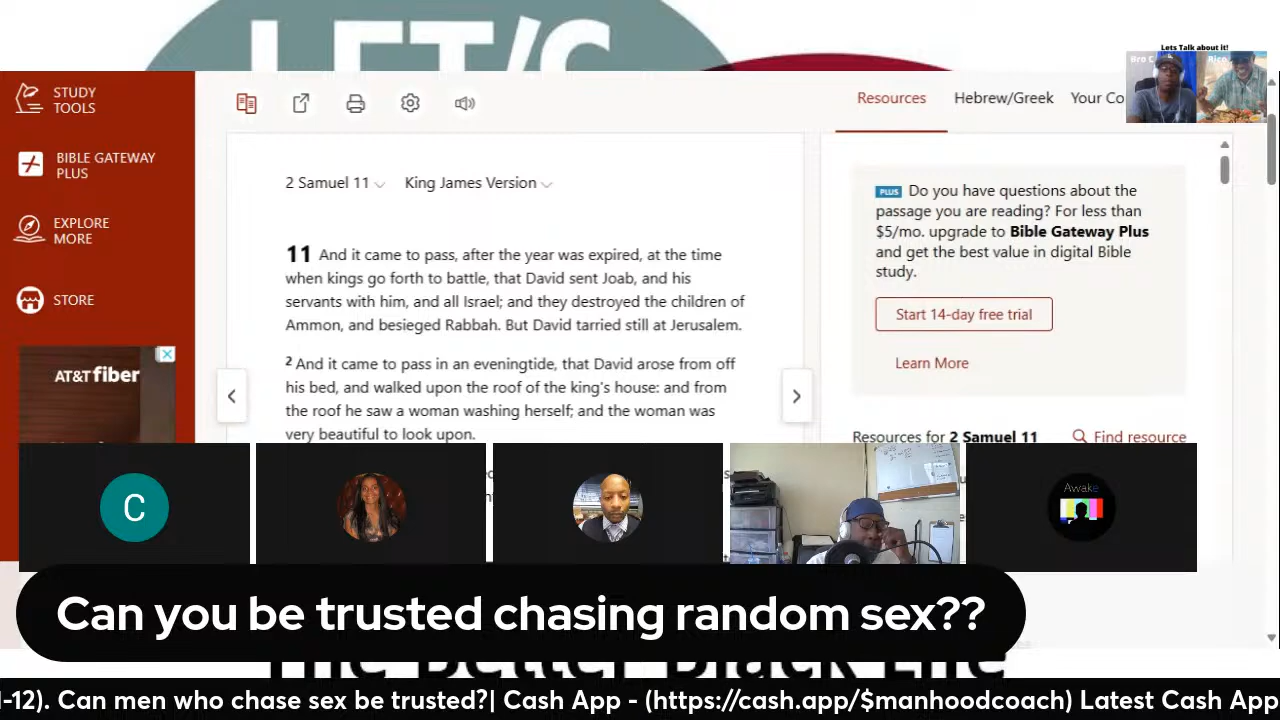 LET'S
Lets Talk about it!
Bro C
Rico
STUDY
TOOLS
BIBLE GATEWAY
PLUS
EXPLORE
MORE
STORE
AT&T fiber
Resources
Hebrew/Greek
Your Co
2 Samuel 11
King James Version
11 And it came to pass, after the year was expired, at the time
when kings go forth to battle, that David sent Joab, and his
servants with him, and all Israel; and they destroyed the children of
Ammon, and besieged Rabbah. But David tarried still at Jerusalem.
2 And it came to pass in an eveningtide, that David arose from off
his bed, and walked upon the roof of the king's house: and from
the roof he saw a woman washing herself; and the woman was
very beautiful to look upon.
PLUS Do you have questions about the
passage you are reading? For less than
$5/mo. upgrade to Bible Gateway Plus
and get the best value in digital Bible
study.
Start 14-day free trial
Learn More
Resources for 2 Samuel 11
Find resource
C
Awake
Can you be trusted chasing random sex??
The Better Black Life
1-12). Can men who chase sex be trusted?| Cash App - (https://cash.app/$manhoodcoach) Latest Cash App